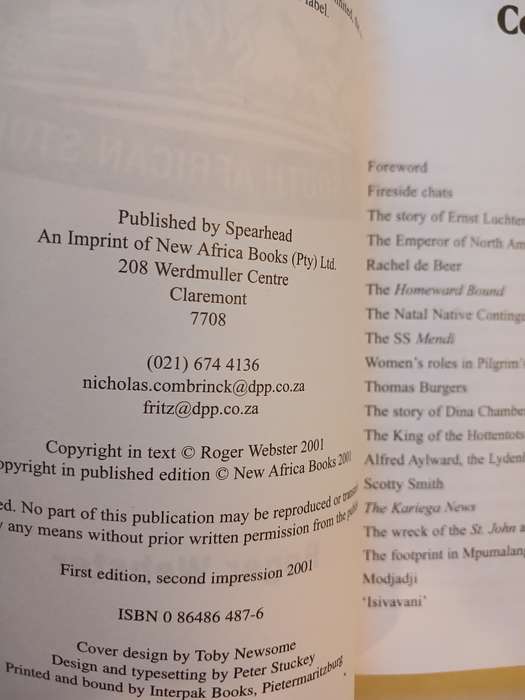 label.
Published by Spearhead
An Imprint of New Africa Books (Pty) Ltd.
208 Werdmuller Centre
Claremont
7708
(021) 674 4136
nicholas.combrinck@dpp.co.za
fritz@dpp.co.za
Copyright in text © Roger Webster 2001
opyright in published edition © New Africa Books 2001
ed. No part of this publication may be reproduced or
any means without prior written permission from the
First edition, second impression 2001
ISBN 0 86486 487-6
Cover design by Toby Newsome
Design and typesetting by Peter Stuckey
Printed and bound by Interpak Books, Pietermaritzburg
Foreword
Fireside chats
The story of Ernst Luchte
The Emperor of North Am
Rachel de Beer
The Homeward Bound
The Natal Native Conting
The SS Mendi
Women's roles in Pilgrim's
Thomas Burgers
The story of Dina Chambe
The King of the Hottentots
Alfred Aylward, the Lyden
Scotty Smith
The Kariega News
The wreck of the St. John a
The footprint in Mpumalang
Modjadji
'Isivavani'